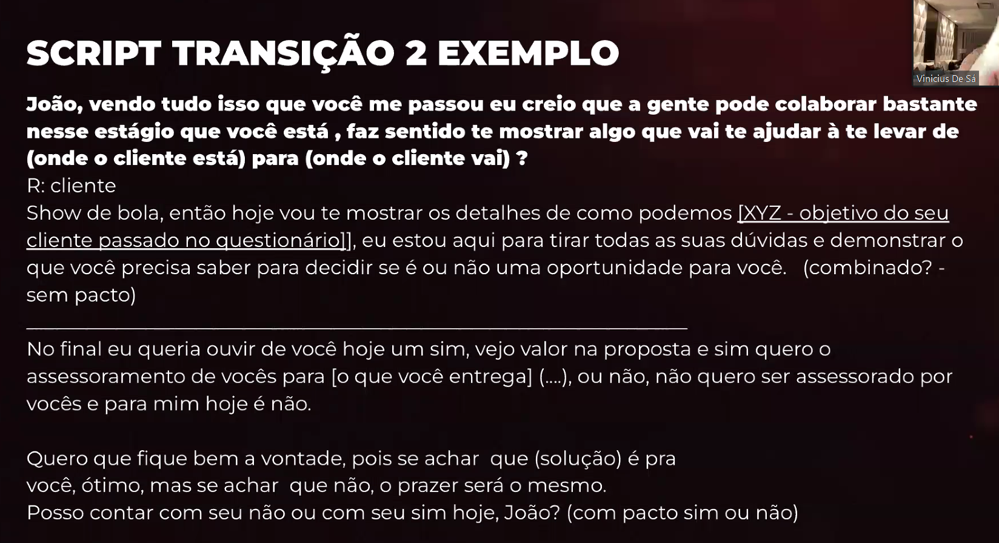 SCRIPT TRANSIÇÃO 2 EXEMPLO
Vinicius De Sá
João, vendo tudo isso que você me passou eu creio que a gente pode colaborar bastante
nesse estágio que você está , faz sentido te mostrar algo que vai te ajudar à te levar de
(onde o cliente está) para (onde o cliente vai) ?
R: cliente
Show de bola, então hoje vou te mostrar os detalhes de como podemos [XYZ - objetivo do seu
cliente passado no questionário]], eu estou aqui para tirar todas as suas dúvidas e demonstrar o
que você precisa saber para decidir se é ou não uma oportunidade para você.   (combinado? -
sem pacto)
No final eu queria ouvir de você hoje um sim, vejo valor na proposta e sim quero o
assessoramento de vocês para [o que você entrega] (....), ou não, não quero ser assessorado por
vocês e para mim hoje é não.
Quero que fique bem a vontade, pois se achar  que (solução) é pra
você, ótimo, mas se achar  que não, o prazer será o mesmo.
Posso contar com seu não ou com seu sim hoje, João? (com pacto sim ou não)